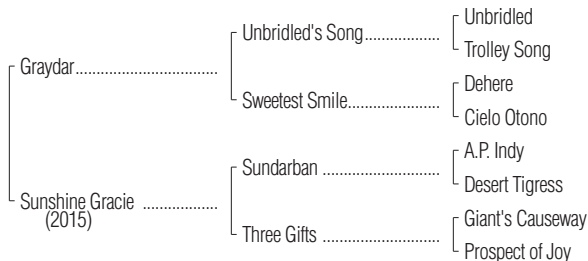 Unbridled
Unbridled's Song
Trolley Song
Graydar
Dehere
Sweetest Smile
Cielo Otono
A.P. Indy
Sundarban
Desert Tigress
Sunshine Gracie
(2015)
Giant's Causeway
Three Gifts
Prospect of Joy